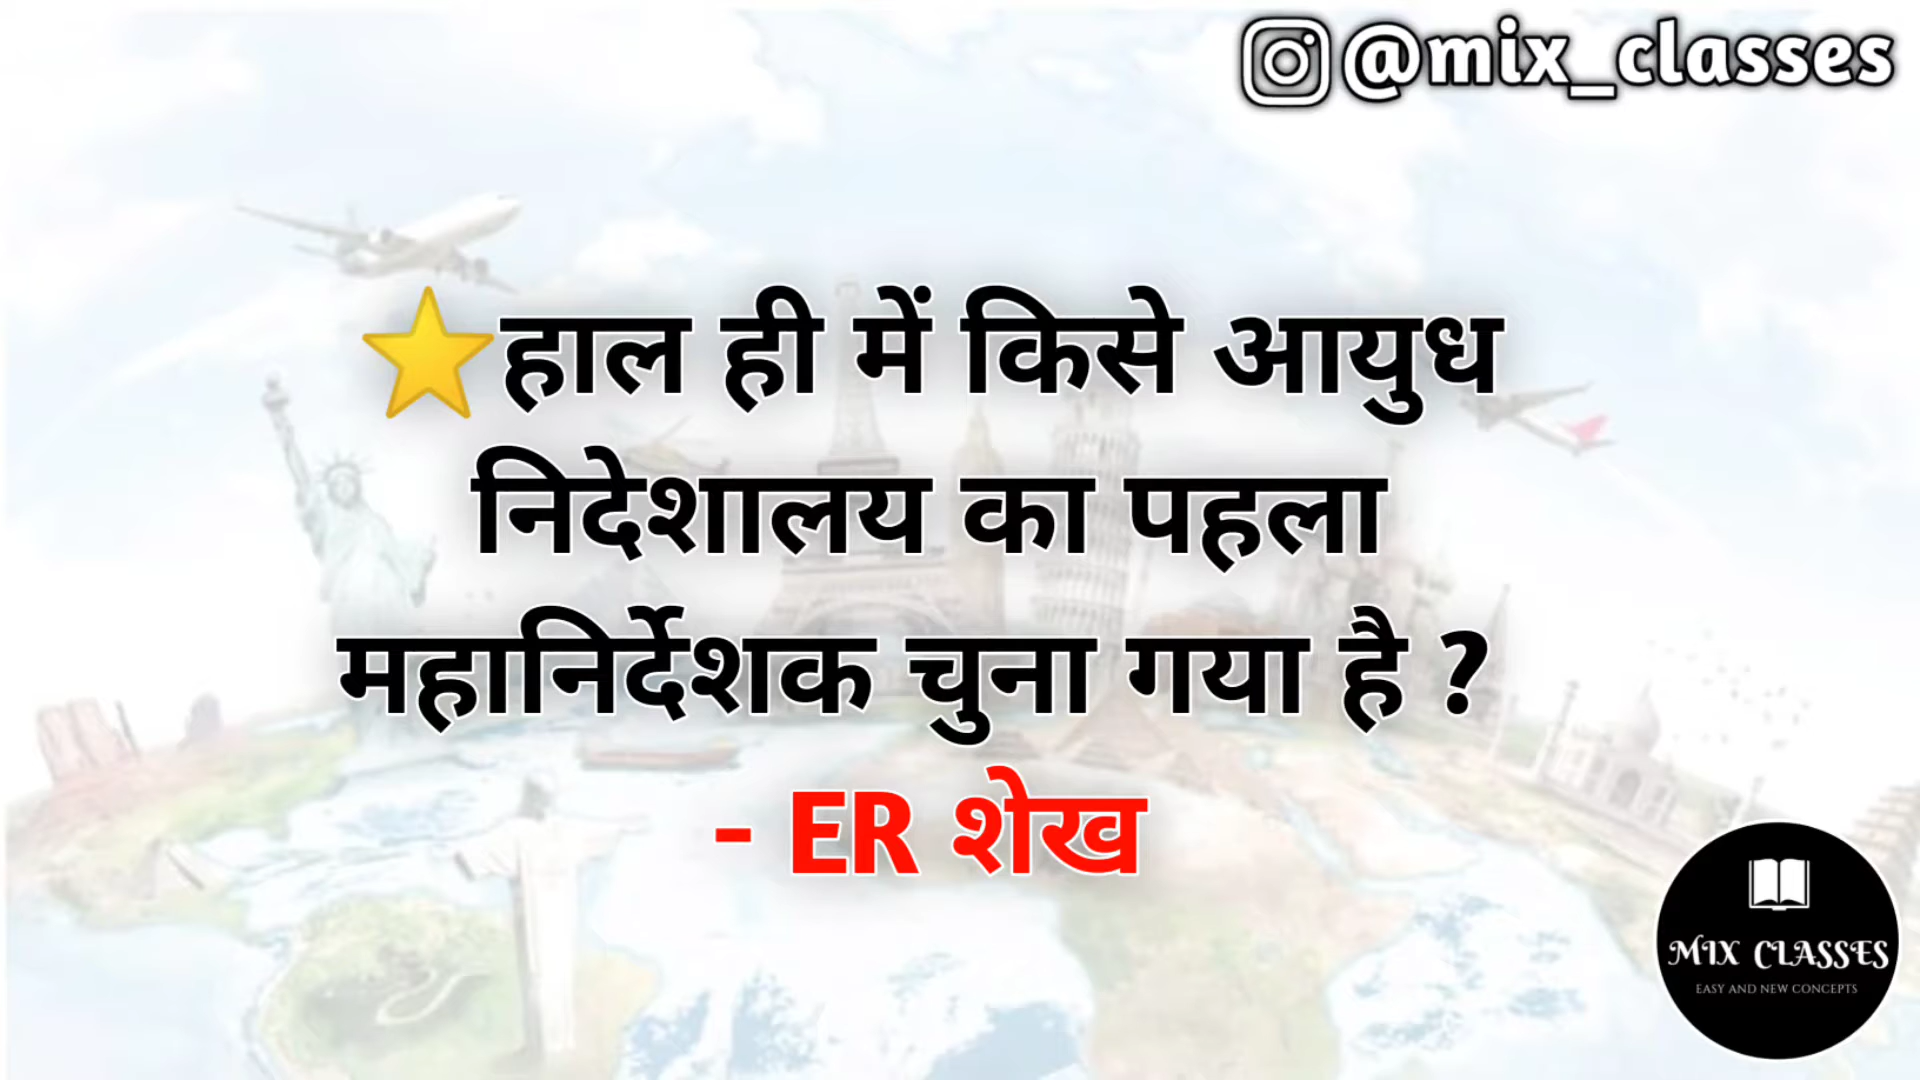 @mix_classes
⭐हाल ही में किसे आयुध
निदेशालय का पहला
महानिर्देशक चुना गया है ?
- ER शेख
MIX CLASSES
EASY AND NEW CONCEPTS